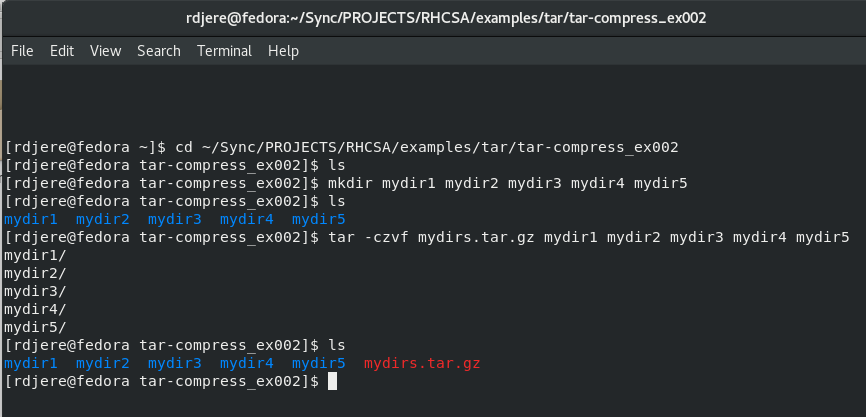 rdjere@fedora:~/Sync/PROJECTS/RHCSA/examples/tar/tar-compress_ex002
File Edit View Search Terminal Help
[rdjere@fedora ~]$ cd ~/Sync/PROJECTS/RHCSA/examples/tar/tar-compress_ex002
[rdjere@fedora tar-compress_ex002]$ ls
[rdjere@fedora tar-compress_ex002]$ mkdir mydir1 mydir2 mydir3 mydir4 mydir5
[rdjere@fedora tar-compress_ex002]$ ls
mydir1  mydir2  mydir3  mydir4  mydir5
[rdjere@fedora tar-compress_ex002]$ tar -czvf mydirs.tar.gz mydir1 mydir2 mydir3 mydir4 mydir5
mydir1/
mydir2/
mydir3/
mydir4/
mydir5/
[rdjere@fedora tar-compress_ex002]$ ls
mydir1  mydir2  mydir3  mydir4  mydir5  mydirs.tar.gz
[rdjere@fedora tar-compress_ex002]$